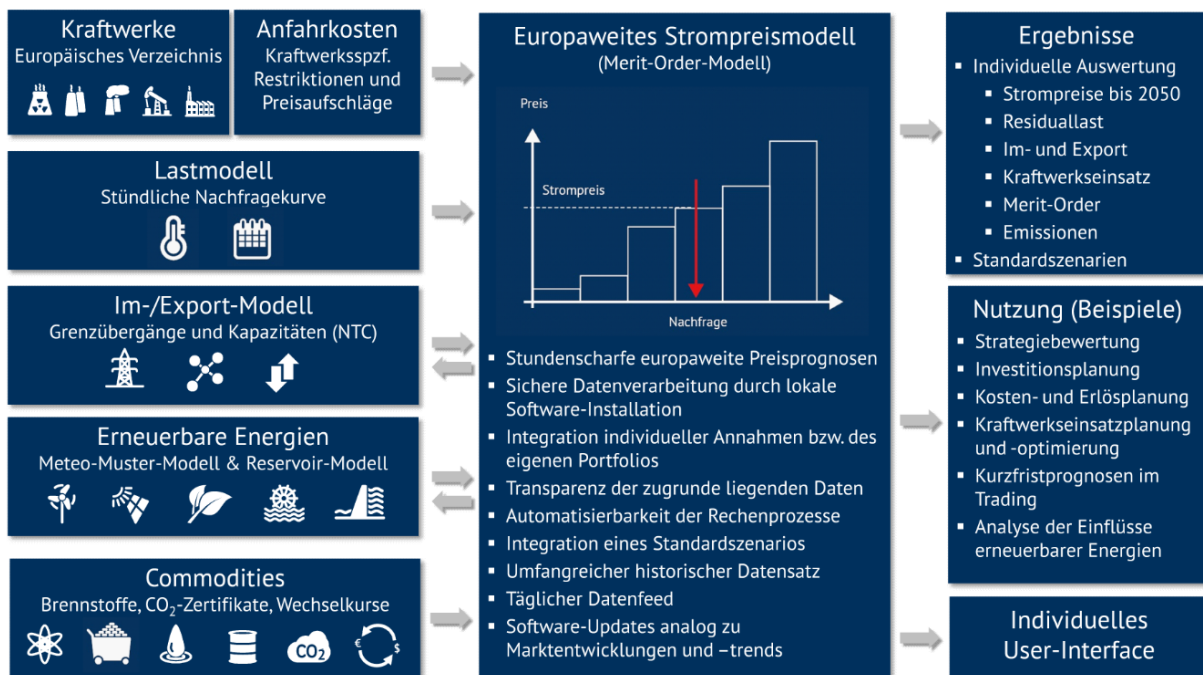 Kraftwerke
Europäisches Verzeichnis
Anfahrkosten
Kraftwerksspzf.
Restriktionen und
Preisaufschläge
Lastmodell
Stündliche Nachfragekurve
Im-/Export-Modell
Grenzübergänge und Kapazitäten (NTC)
Erneuerbare Energien
Meteo-Muster-Modell & Reservoir-Modell
Commodities
Brennstoffe, CO₂-Zertifikate, Wechselkurse
CO₂
€
$
Europaweites Strompreismodell
(Merit-Order-Modell)
Preis
Strompreis
Nachfrage
▪ Stundenscharfe europaweite Preisprognosen
▪ Sichere Datenverarbeitung durch lokale
Software-Installation
▪ Integration individueller Annahmen bzw. des
eigenen Portfolios
▪ Transparenz der zugrunde liegenden Daten
▪ Automatisierbarkeit der Rechenprozesse
▪ Integration eines Standardszenarios
▪ Umfangreicher historischer Datensatz
▪ Täglicher Datenfeed
▪ Software-Updates analog zu
Marktentwicklungen und –trends
Ergebnisse
▪ Individuelle Auswertung
▪ Strompreise bis 2050
▪ Residuallast
▪ Im- und Export
▪ Kraftwerkseinsatz
▪ Merit-Order
▪ Emissionen
▪ Standardszenarien
Nutzung (Beispiele)
▪ Strategiebewertung
▪ Investitionsplanung
▪ Kosten- und Erlösplanung
▪ Kraftwerkseinsatzplanung
und -optimierung
▪ Kurzfristprognosen im
Trading
▪ Analyse der Einflüsse
erneuerbarer Energien
Individuelles
User-Interface